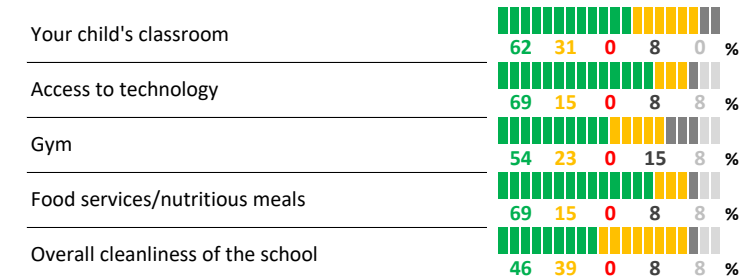 Your child's classroom
62 31 0 8 0 %
Access to technology
69 15 0 8 8 %
Gym
54 23 0 15 8 %
Food services/nutritious meals
69 15 0 8 8 %
Overall cleanliness of the school
46 39 0 8 8 %